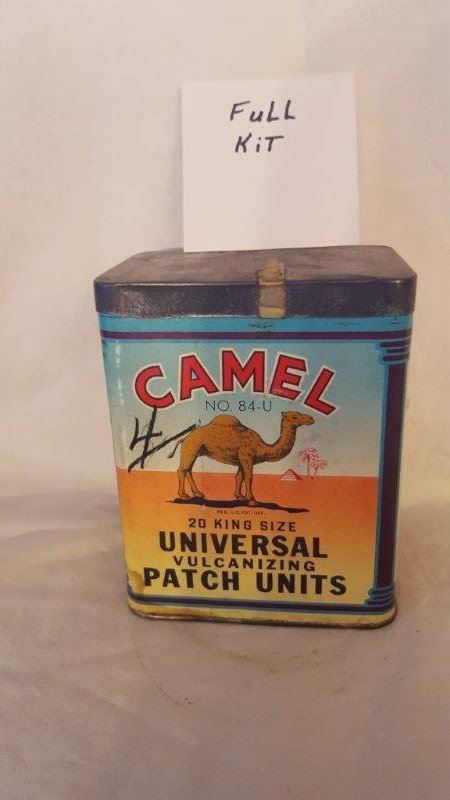 FuLL
KiT
CAMEL
NO. 84-U
4
REG. U.S. PAT. OFF.
20 KING SIZE
UNIVERSAL
VULCANIZING
PATCH UNITS